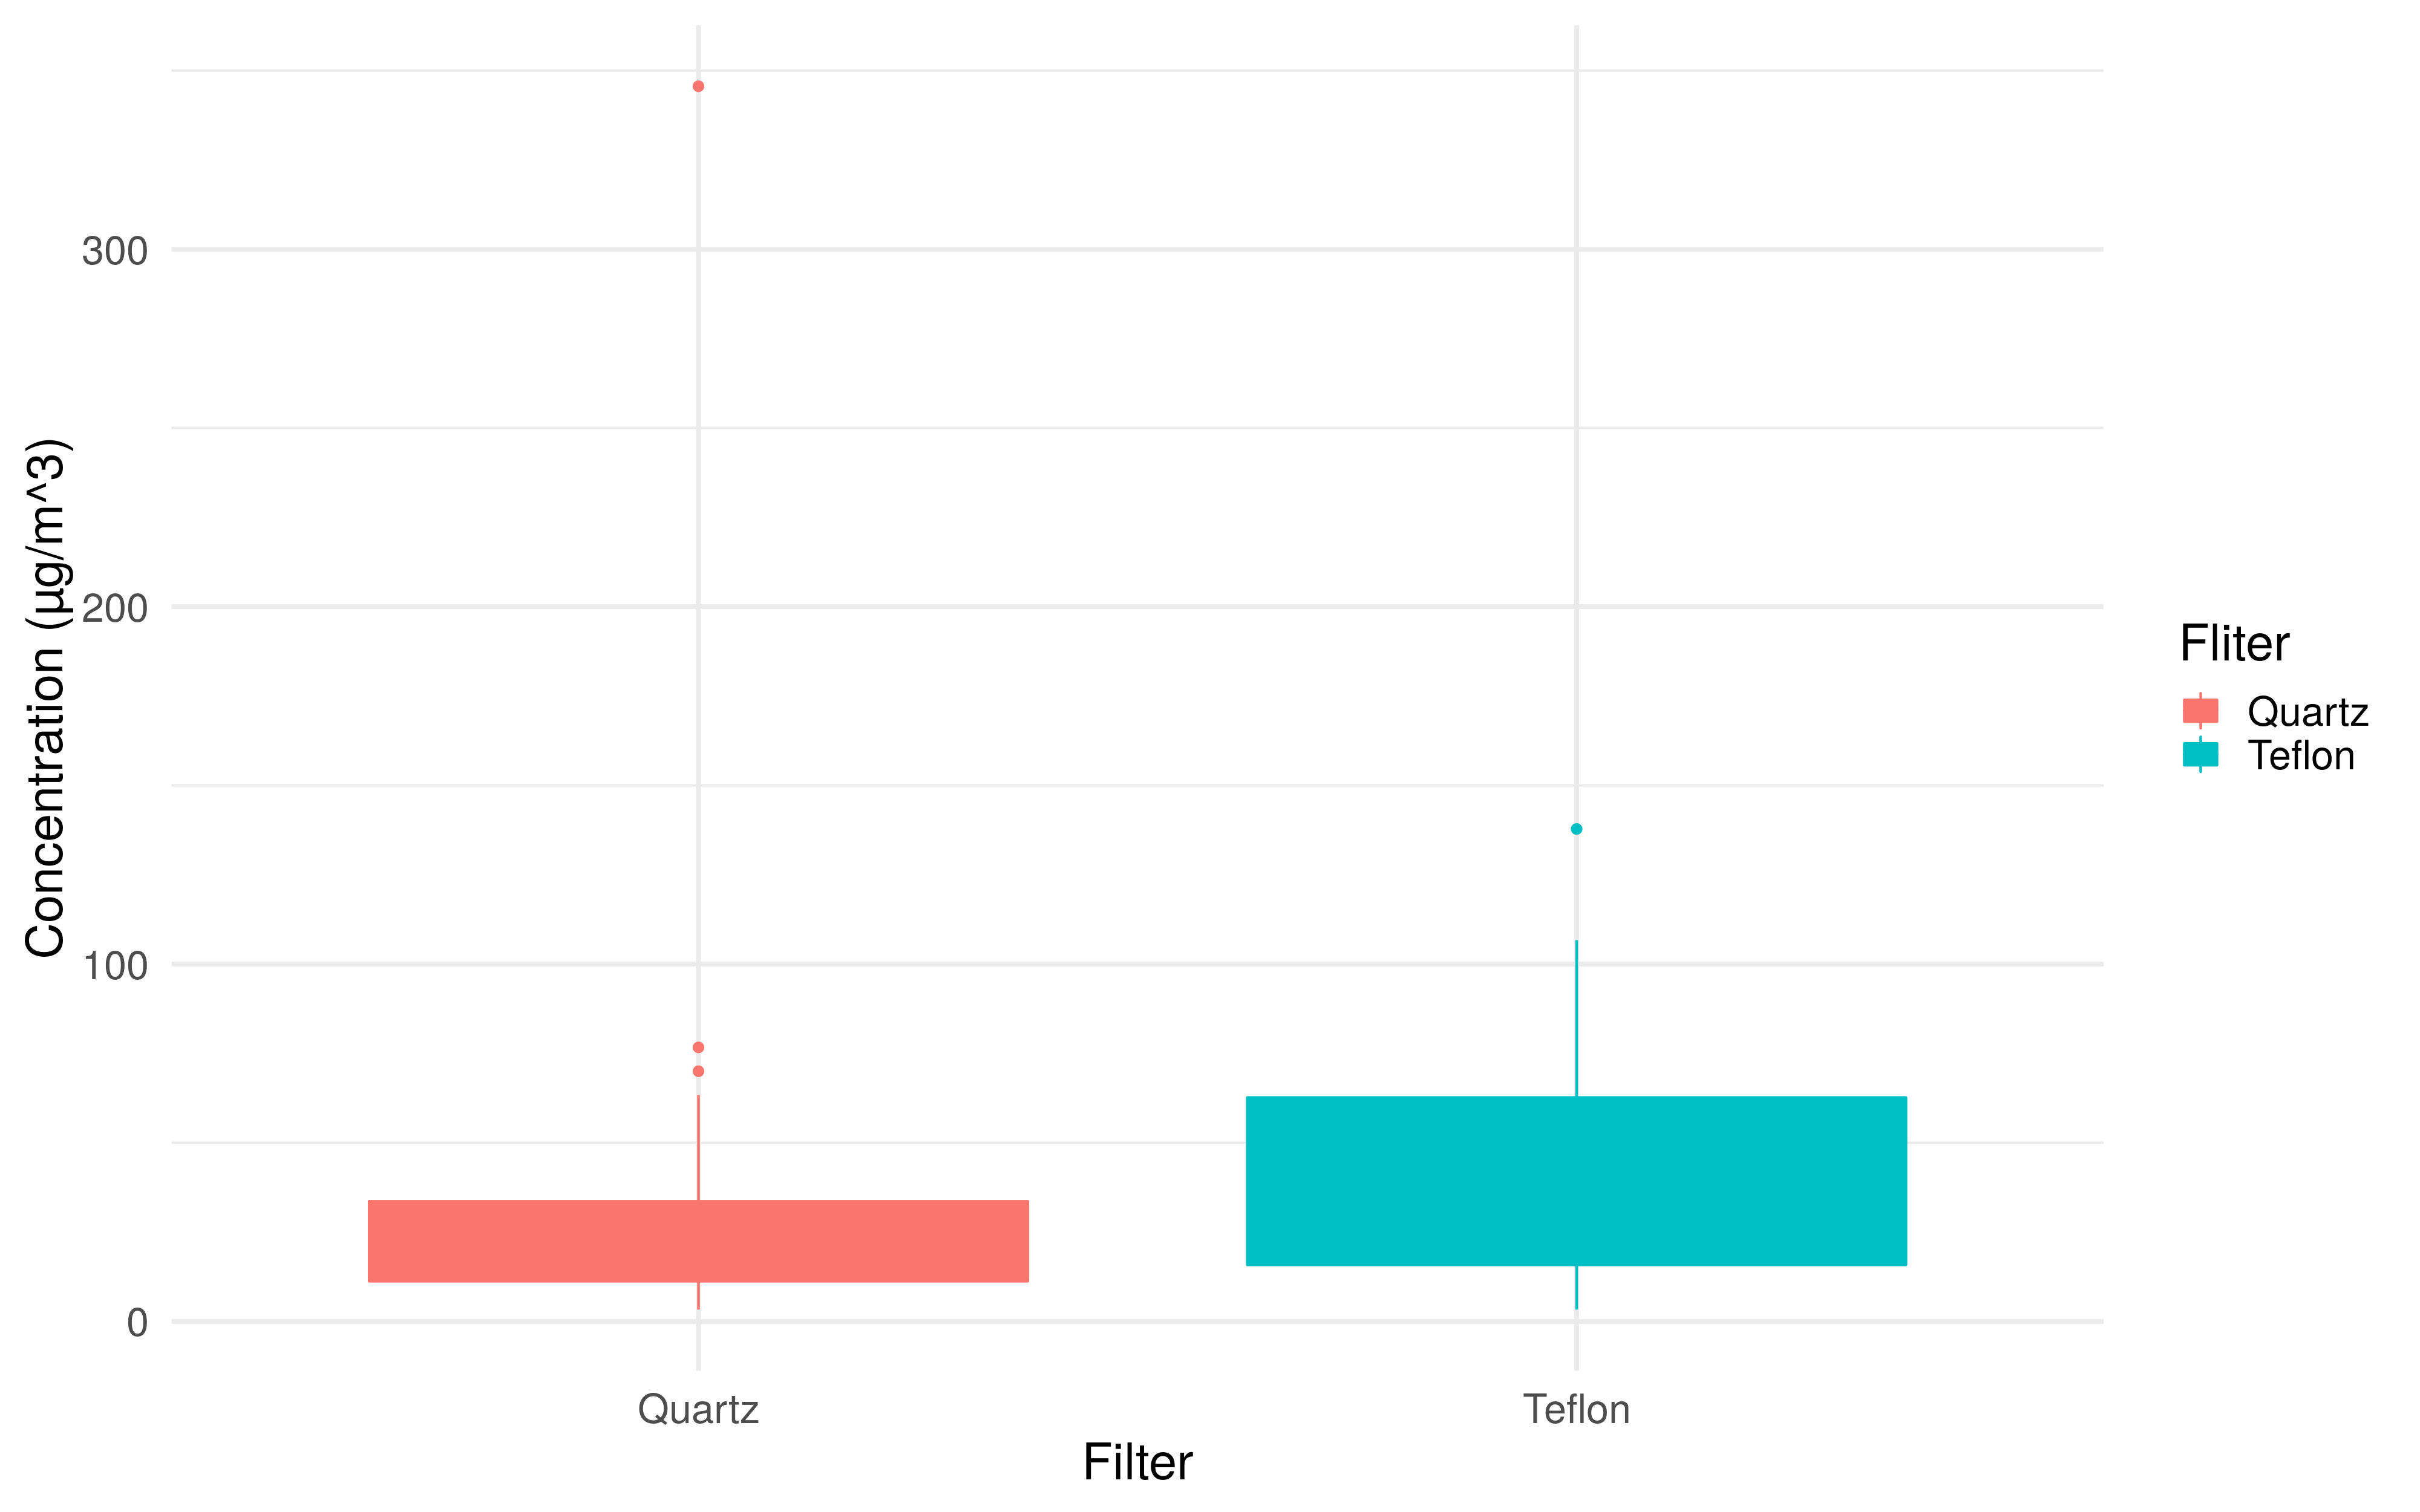 Concentration (µg/m^3)
300
200
100
0
Quartz
Teflon
Filter
Fliter
Quartz
Teflon